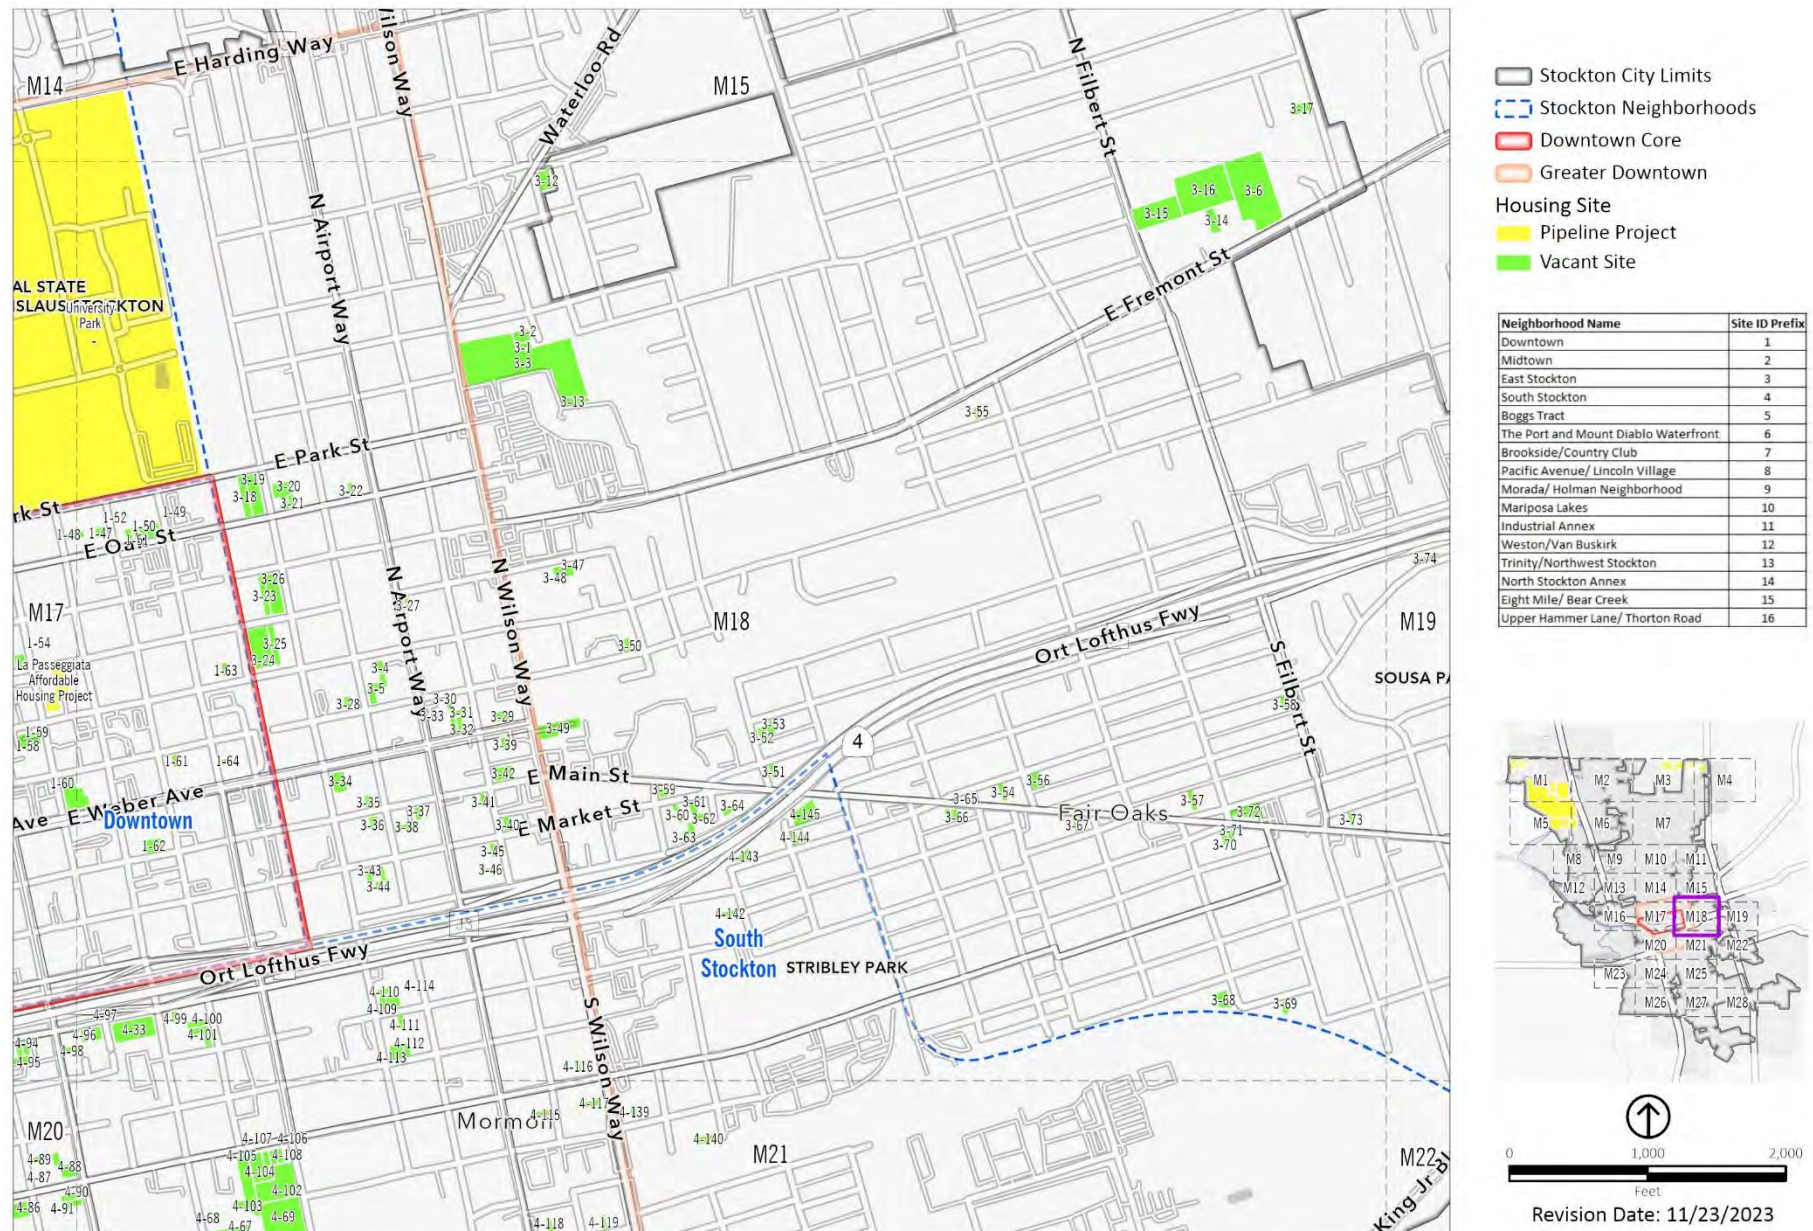 E Harding Way
Wilson Way
Waterloo Rd
M14
M15
N Filbert St
3-17
3-12
N Airport Way
3-16
3-6
3-15
3-14
AL STATE
ISLAUS STOCKTON
University
Park
E Fremont St
3-2
3-1
3-3
3-13
3-55
E Park St
3-19
3-18
3-20
3-21
3-22
rk St
1-52
1-49
1-48
1-47
1-50
1-51
E Oak St
3-26
3-23
3-47
3-48
3-74
N Airport Way
N Wilson Way
3-27
M17
M18
M19
Ort Lofthus Fwy
S Filbert St
1-54
3-25
3-24
3-50
La Passeggiata
Affordable
Housing Project
1-63
3-4
3-5
3-28
SOUSA PA
3-30
3-33
3-31
3-32
3-29
3-49
3-39
3-53
3-52
3-58
4
1-59
1-58
1-61
1-64
3-34
3-42
E Main St
3-51
3-56
1-60
E Weber Ave
Ave
Downtown
3-35
3-36
3-37
3-38
3-41
3-40
E Market St
3-59
3-61
3-60
3-62
3-64
3-63
4-145
4-144
3-54
3-65
3-66
3-67
Fair Oaks
3-57
3-72
3-71
3-70
3-73
1-62
3-45
3-46
4-143
3-43
3-44
4-142
South
Stockton
STRIBLEY PARK
Ort Lofthus Fwy
4-110
4-114
4-109
4-111
4-112
4-113
S Wilson Way
3-68
3-69
4-97
4-96
4-33
4-99
4-100
4-101
4-94
4-95
4-98
4-116
4-117
4-139
4-115
Mormon
4-140
M20
M21
M22
4-107
4-106
4-105
4-108
4-104
4-102
4-103
4-69
4-68
4-67
4-89
4-88
4-87
4-90
4-86
4-91
4-118
4-119
King Jr Bl
Stockton City Limits
Stockton Neighborhoods
Downtown Core
Greater Downtown
Housing Site
Pipeline Project
Vacant Site
Neighborhood Name Site ID Prefix
Downtown 1
Midtown 2
East Stockton 3
South Stockton 4
Boggs Tract 5
The Port and Mount Diablo Waterfront 6
Brookside/Country Club 7
Pacific Avenue/ Lincoln Village 8
Morada/ Holman Neighborhood 9
Mariposa Lakes 10
Industrial Annex 11
Weston/Van Buskirk 12
Trinity/Northwest Stockton 13
North Stockton Annex 14
Eight Mile/ Bear Creek 15
Upper Hammer Lane/ Thorton Road 16
M1 M2 M3 M4
M5 M6 M7
M8 M9 M10 M11
M12 M13 M14 M15
M16 M17 M18 M19
M20 M21 M22
M23 M24 M25
M26 M27 M28
0 1,000 2,000
Feet
Revision Date: 11/23/2023